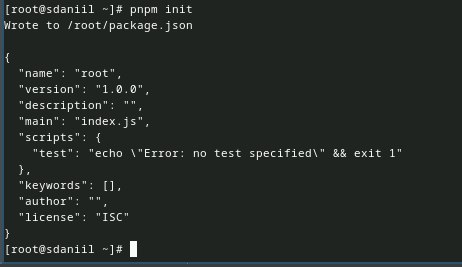 [root@sdaniil ~]# pnpm init
Wrote to /root/package.json

{
  "name": "root",
  "version": "1.0.0",
  "description": "",
  "main": "index.js",
  "scripts": {
    "test": "echo \"Error: no test specified\" && exit 1"
  },
  "keywords": [],
  "author": "",
  "license": "ISC"
}
[root@sdaniil ~]#